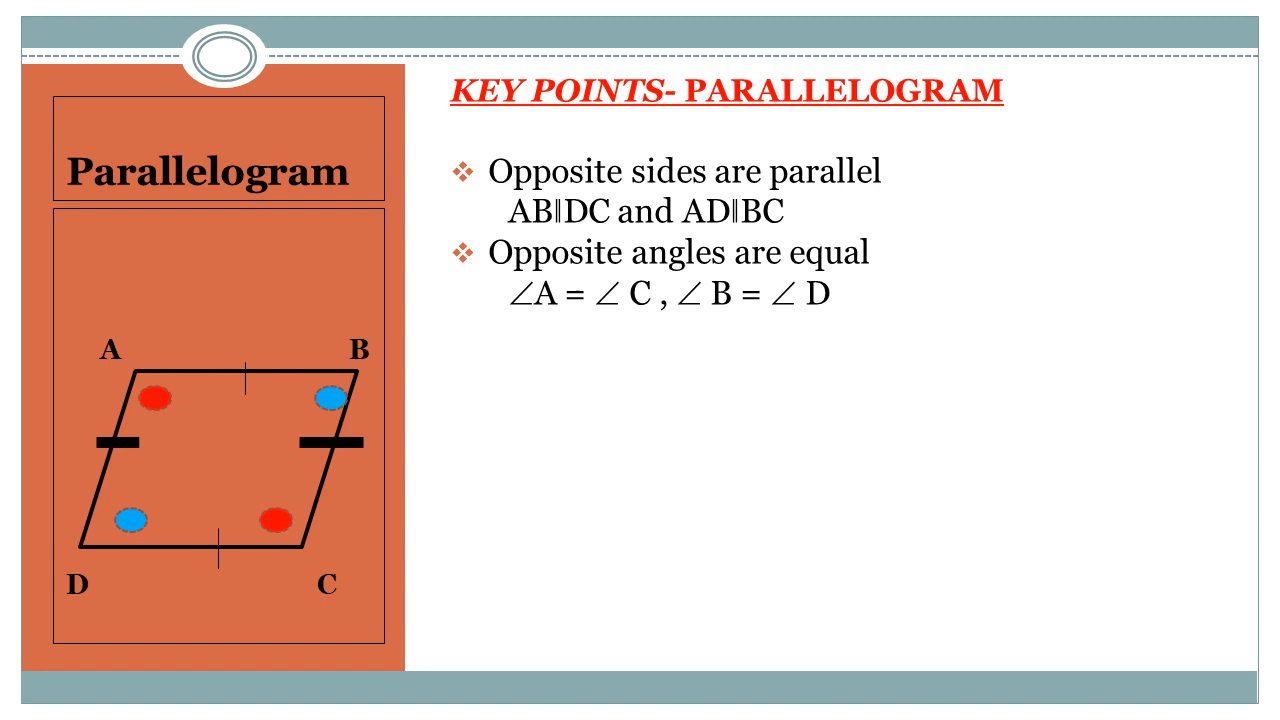 Parallelogram
A B
D C
KEY POINTS- PARALLELOGRAM
❖ Opposite sides are parallel
AB∥DC and AD∥BC
❖ Opposite angles are equal
∠A = ∠ C , ∠ B = ∠ D